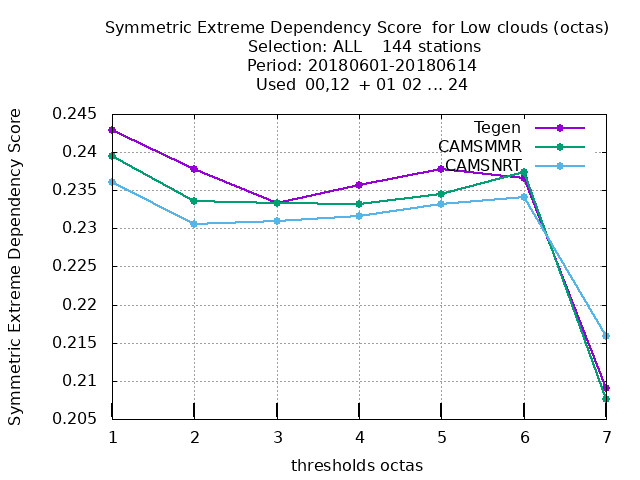 Symmetric Extreme Dependency Score  for Low clouds (octas)
Selection: ALL    144 stations
Period: 20180601-20180614
Used  00,12  + 01 02 ... 24
Symmetric Extreme Dependency Score
0.245
0.24
0.235
0.23
0.225
0.22
0.215
0.21
0.205
Tegen
CAMSMMR
CAMSNRT
1 2 3 4 5 6 7
thresholds octas